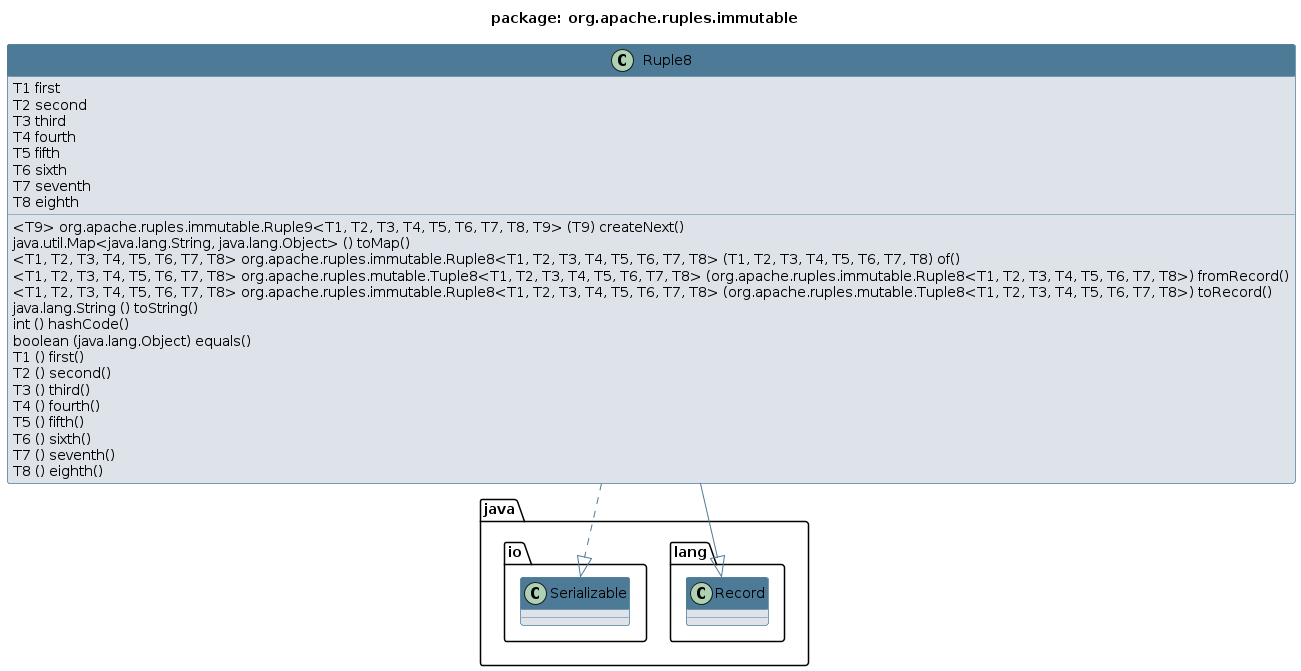 package: org.apache.ruples.immutable
C Ruple8
T1 first
T2 second
T3 third
T4 fourth
T5 fifth
T6 sixth
T7 seventh
T8 eighth
<T9> org.apache.ruples.immutable.Ruple9<T1, T2, T3, T4, T5, T6, T7, T8, T9> (T9) createNext()
java.util.Map<java.lang.String, java.lang.Object> () toMap()
<T1, T2, T3, T4, T5, T6, T7, T8> org.apache.ruples.immutable.Ruple8<T1, T2, T3, T4, T5, T6, T7, T8> (T1, T2, T3, T4, T5, T6, T7, T8) of()
<T1, T2, T3, T4, T5, T6, T7, T8> org.apache.ruples.mutable.Tuple8<T1, T2, T3, T4, T5, T6, T7, T8> (org.apache.ruples.immutable.Ruple8<T1, T2, T3, T4, T5, T6, T7, T8>) fromRecord()
<T1, T2, T3, T4, T5, T6, T7, T8> org.apache.ruples.immutable.Ruple8<T1, T2, T3, T4, T5, T6, T7, T8> (org.apache.ruples.mutable.Tuple8<T1, T2, T3, T4, T5, T6, T7, T8>) toRecord()
java.lang.String () toString()
int () hashCode()
boolean (java.lang.Object) equals()
T1 () first()
T2 () second()
T3 () third()
T4 () fourth()
T5 () fifth()
T6 () sixth()
T7 () seventh()
T8 () eighth()
java
io
lang
C Serializable
C Record